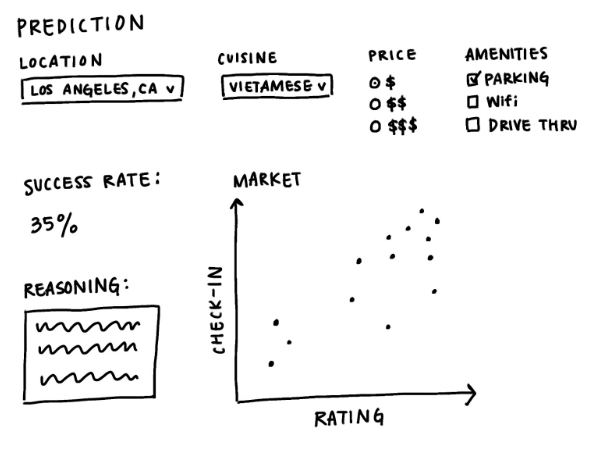 PREDICTION
LOCATION
LOS ANGELES, CA v
CUISINE
VIETAMESE v
PRICE
$
$$
$$$
AMENITIES
PARKING
Wifi
DRIVE THRU
SUCCESS RATE:
35%
REASONING:
MARKET
CHECK-IN
RATING